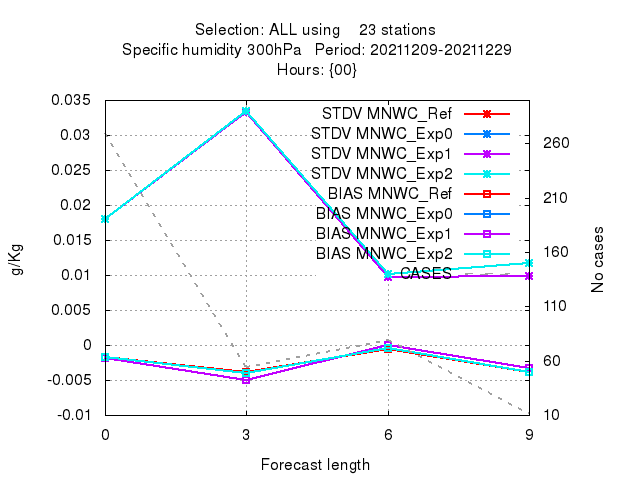 Selection: ALL using 23 stations
Specific humidity 300hPa Period: 20211209-20211229
Hours: {00}
0.035
0.03
0.025
0.02
0.015
0.01
0.005
0
-0.005
-0.01
g/Kg
STDV MNWC_Ref
STDV MNWC_Exp0
STDV MNWC_Exp1
STDV MNWC_Exp2
BIAS MNWC_Ref
BIAS MNWC_Exp0
BIAS MNWC_Exp1
BIAS MNWC_Exp2
CASES
260
210
160
110
60
10
No cases
0 3 6 9
Forecast length